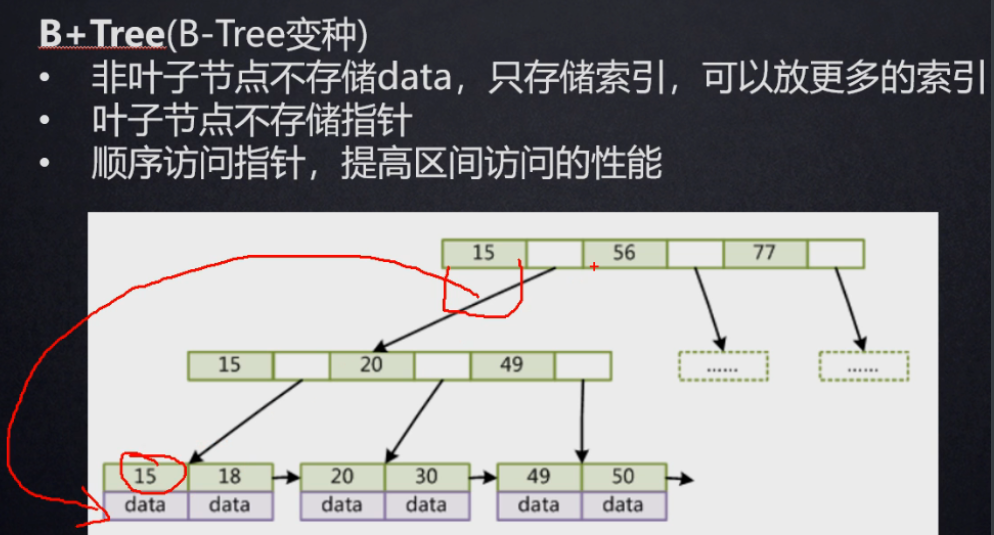 B+Tree(B-Tree变种)
• 非叶子节点不存储data，只存储索引，可以放更多的索引
• 叶子节点不存储指针
• 顺序访问指针，提高区间访问的性能
15 56 77
15 20 49 …… ……
15 18 20 30 49 50
data data data data data data